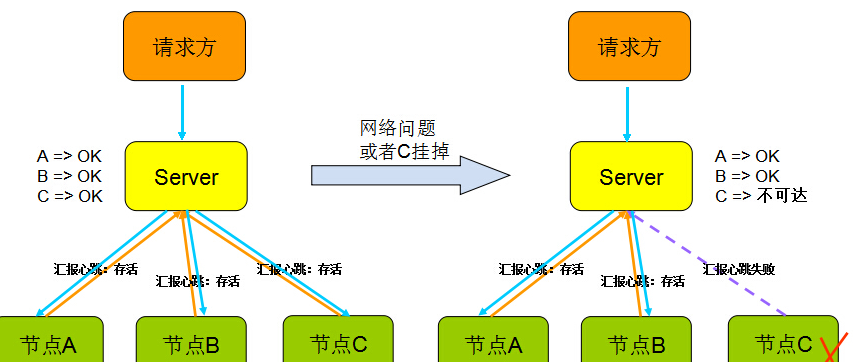 请求方
A => OK
B => OK
C => OK
Server
汇报心跳：存活
汇报心跳：存活
汇报心跳：存活
节点A
节点B
节点C
网络问题
或者C挂掉
请求方
Server
A => OK
B => OK
C => 不可达
汇报心跳：存活
汇报心跳：存活
汇报心跳失败
节点A
节点B
节点C